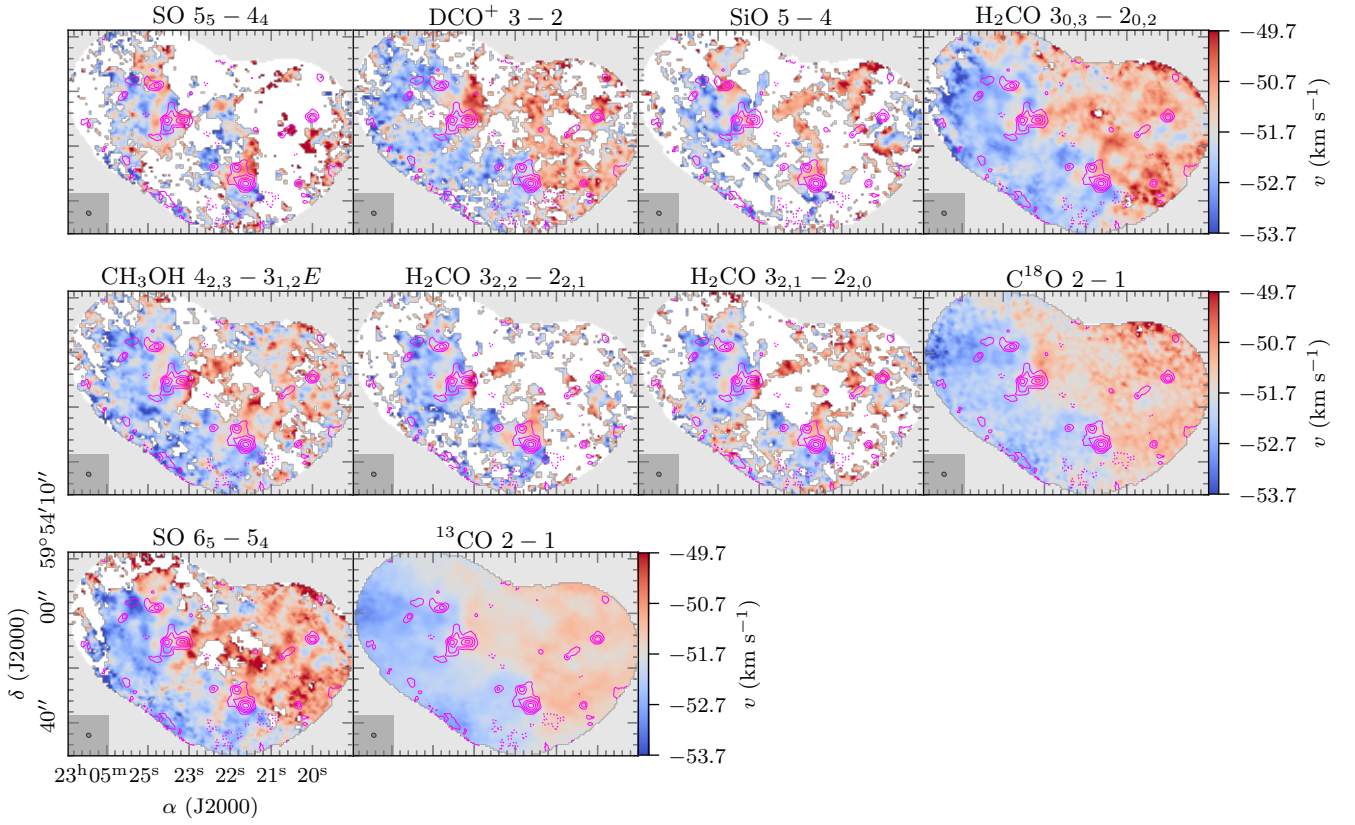 SO 5₅ − 4₄
DCO⁺ 3 − 2
SiO 5 − 4
H₂CO 3₀,₃ − 2₀,₂
−49.7
−50.7
−51.7
−52.7
−53.7
v (km s⁻¹)
CH₃OH 4₂,₃ − 3₁,₂E
H₂CO 3₂,₂ − 2₂,₁
H₂CO 3₂,₁ − 2₂,₀
C¹⁸O 2 − 1
−49.7
−50.7
−51.7
−52.7
−53.7
v (km s⁻¹)
SO 6₅ − 5₄
¹³CO 2 − 1
−49.7
−50.7
−51.7
−52.7
−53.7
v (km s⁻¹)
59°54′10″
00″
40″
δ (J2000)
23ʰ05ᵐ25ˢ 23ˢ 22ˢ 21ˢ 20ˢ
α (J2000)